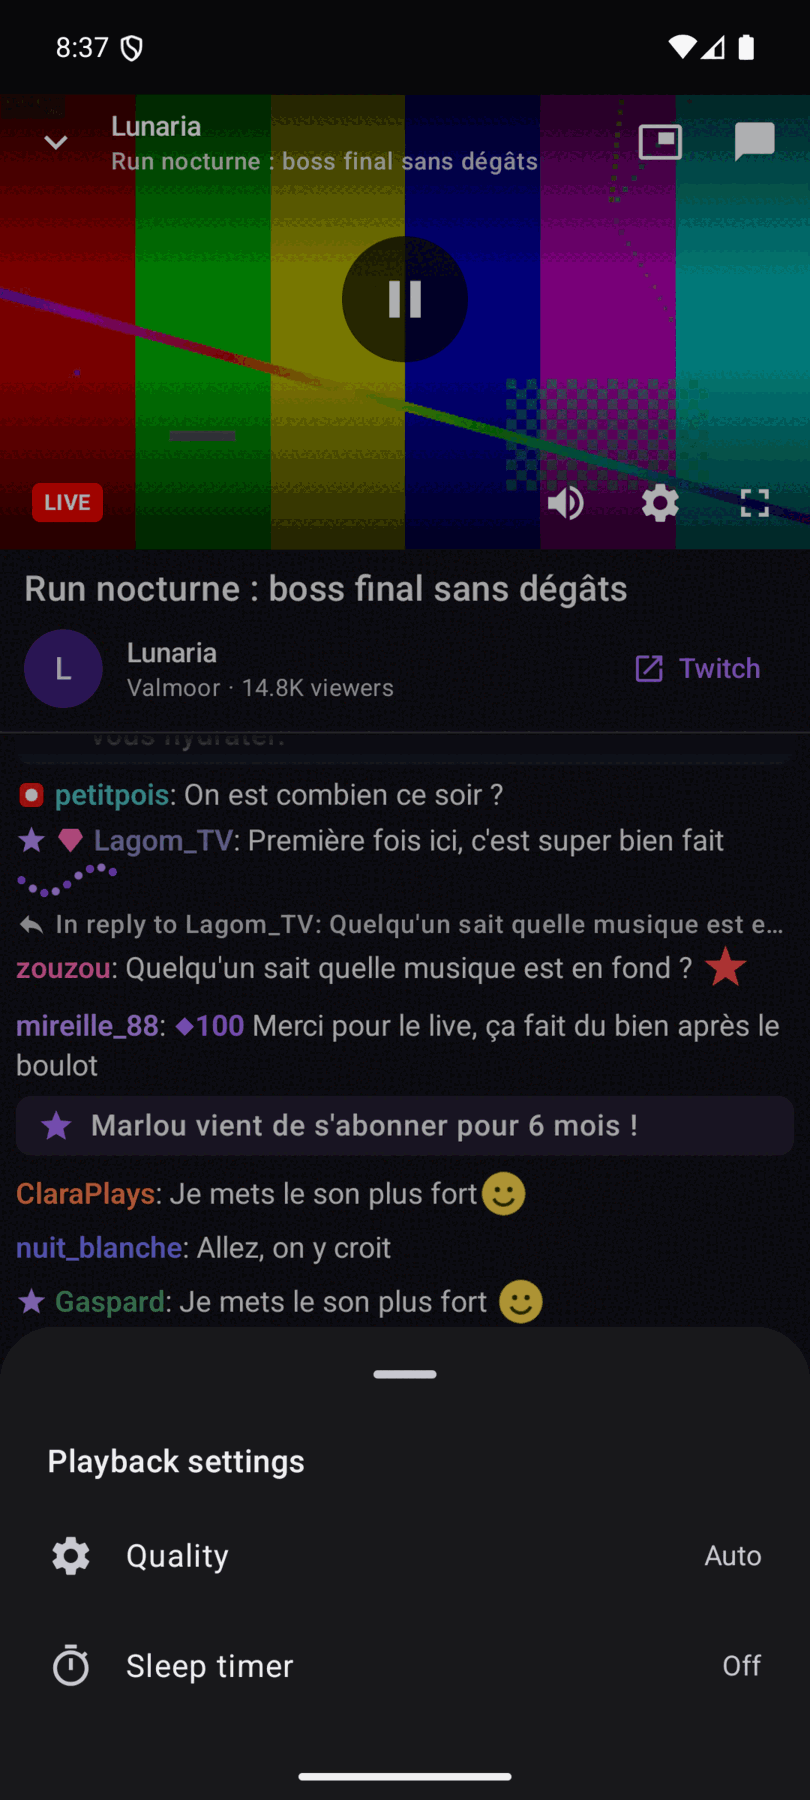 8:37
Lunaria
Run nocturne : boss final sans dégâts
LIVE
Run nocturne : boss final sans dégâts
L
Lunaria
Valmoor · 14.8K viewers
Twitch
vous hydrater.
petitpois: On est combien ce soir ?
Lagom_TV: Première fois ici, c'est super bien fait
In reply to Lagom_TV: Quelqu'un sait quelle musique est e…
zouzou: Quelqu'un sait quelle musique est en fond ?
mireille_88: ◆100 Merci pour le live, ça fait du bien après le
boulot
Marlou vient de s'abonner pour 6 mois !
ClaraPlays: Je mets le son plus fort
nuit_blanche: Allez, on y croit
Gaspard: Je mets le son plus fort
Playback settings
Quality
Auto
Sleep timer
Off